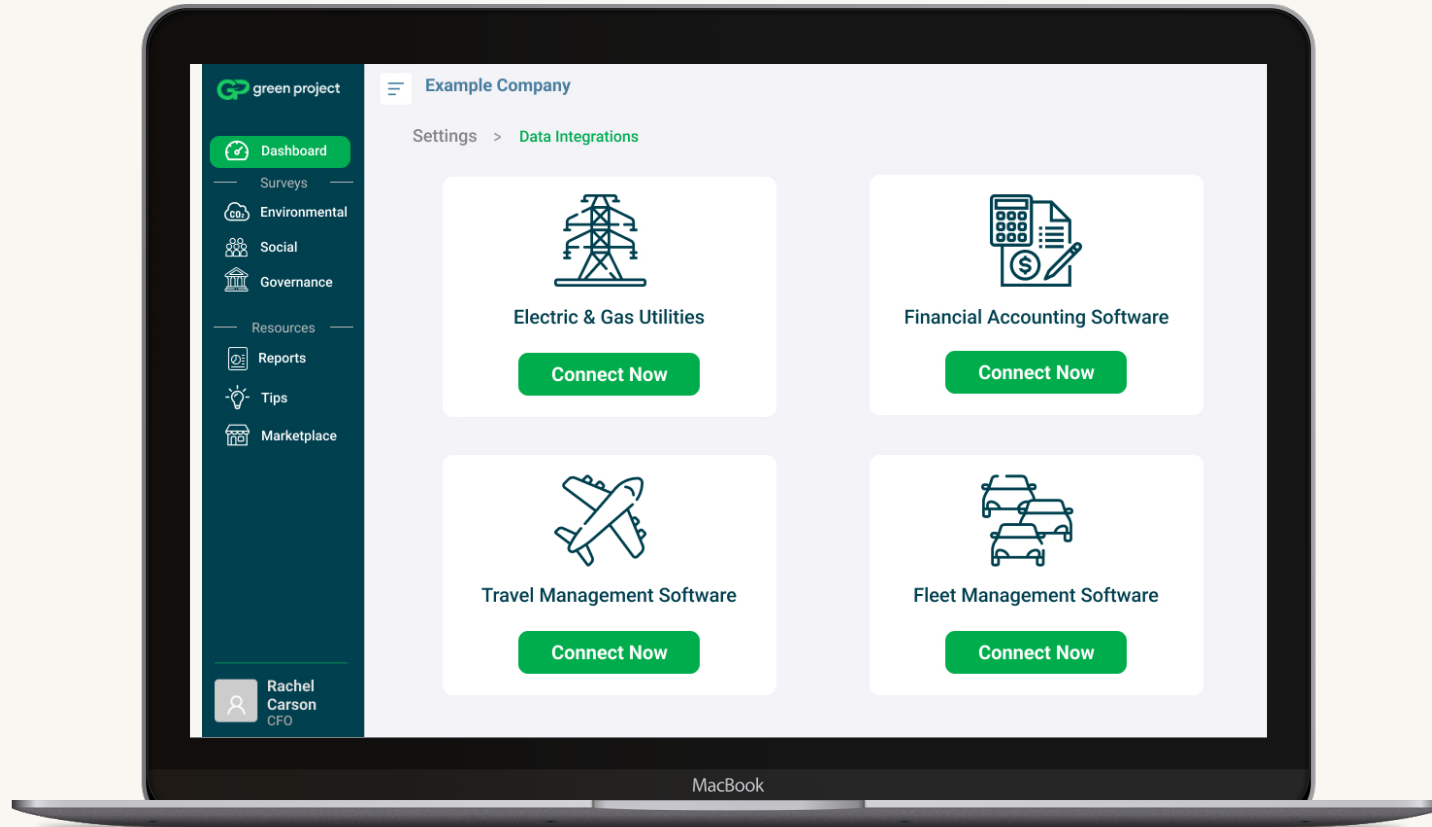 green project
Example Company
Settings > Data Integrations
Dashboard
Surveys
CO₂
Environmental
Social
Governance
Resources
Reports
Tips
Marketplace
Rachel
Carson
CFO
Electric & Gas Utilities
Connect Now
$
Financial Accounting Software
Connect Now
Travel Management Software
Connect Now
Fleet Management Software
Connect Now
MacBook